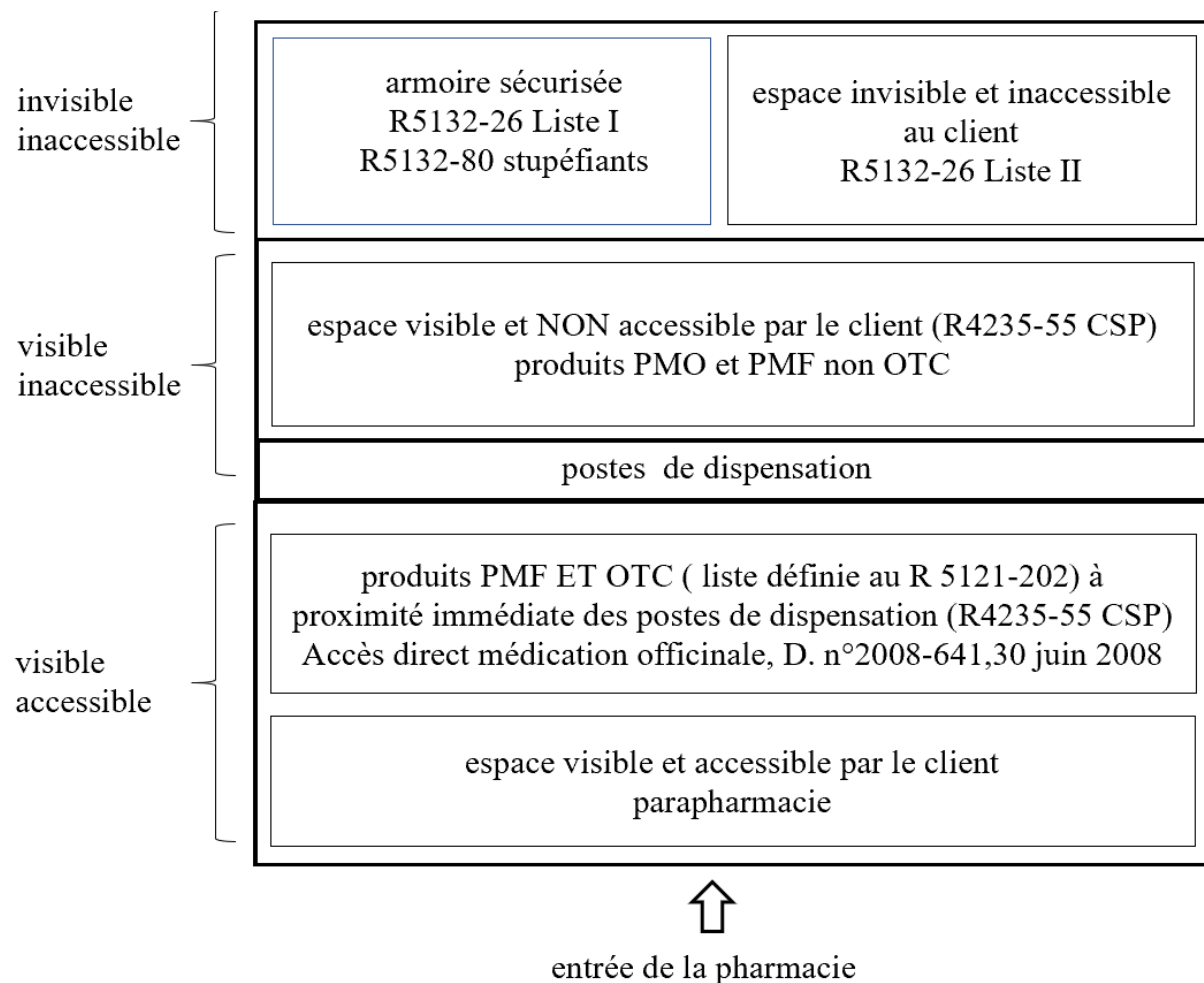 invisible
inaccessible
armoire sécurisée
R5132-26 Liste I
R5132-80 stupéfiants
espace invisible et inaccessible
au client
R5132-26 Liste II
visible
inaccessible
espace visible et NON accessible par le client (R4235-55 CSP)
produits PMO et PMF non OTC
postes de dispensation
visible
accessible
produits PMF ET OTC ( liste définie au R 5121-202) à
proximité immédiate des postes de dispensation (R4235-55 CSP)
Accès direct médication officinale, D. n°2008-641,30 juin 2008
espace visible et accessible par le client
parapharmacie
entrée de la pharmacie